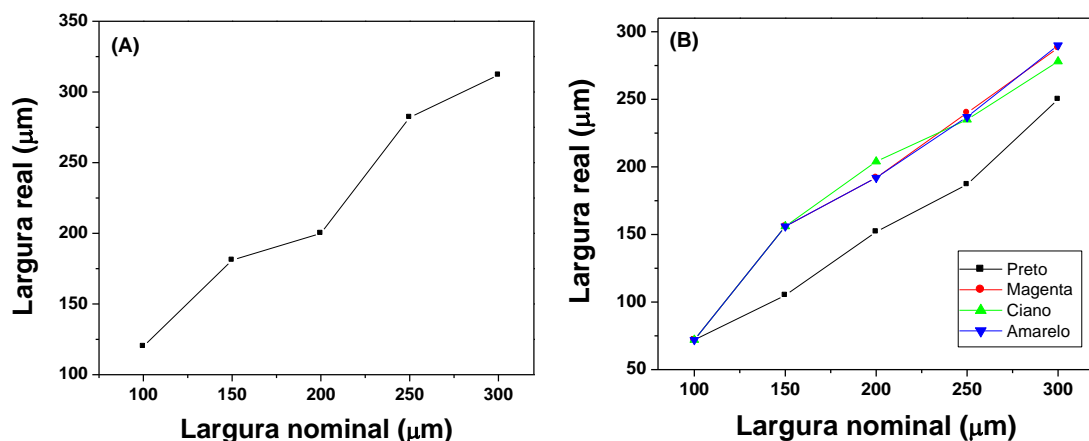 (A)
350
300
250
200
150
100
Largura real (μm)
100 150 200 250 300
Largura nominal (μm)
(B)
300
250
200
150
100
50
Largura real (μm)
Preto
Magenta
Ciano
Amarelo
100 150 200 250 300
Largura nominal (μm)